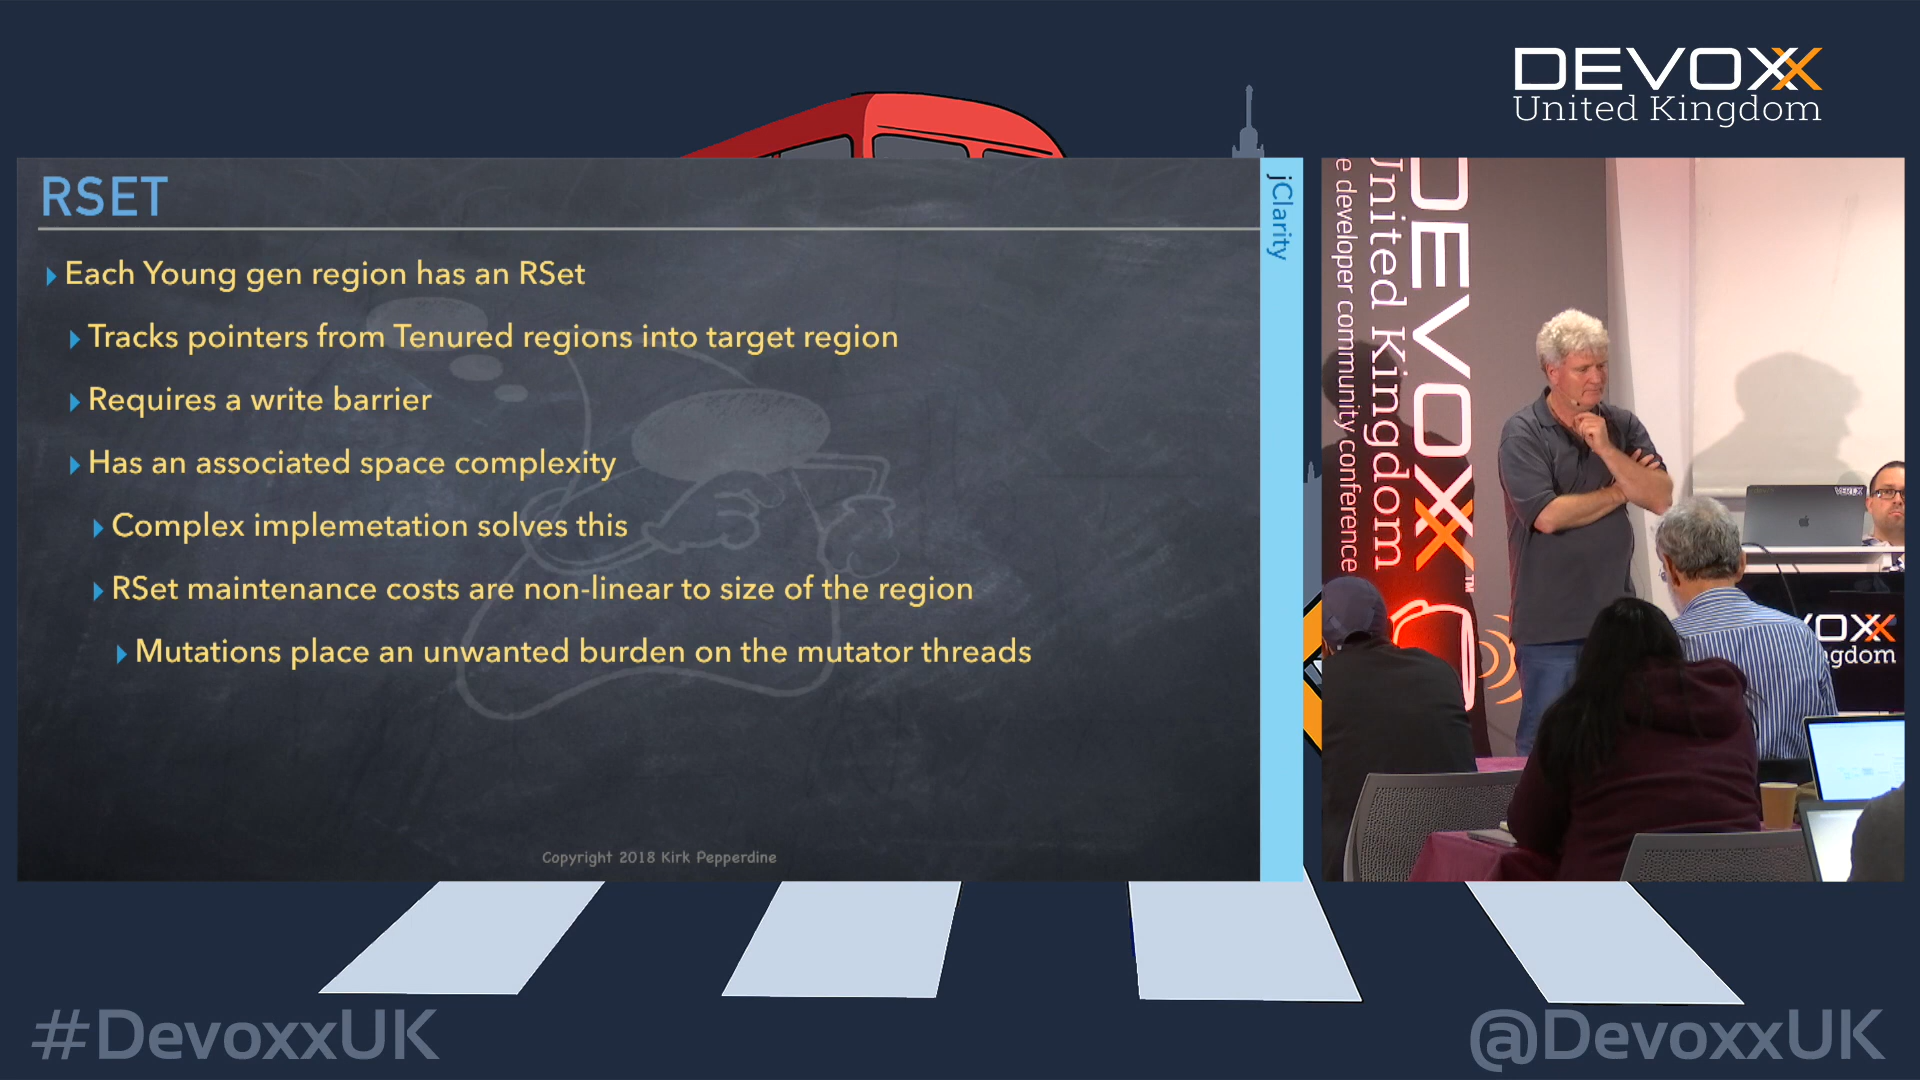 DEVOXX
United Kingdom
RSET
jClarity
Each Young gen region has an RSet
Tracks pointers from Tenured regions into target region
Requires a write barrier
Has an associated space complexity
Complex implemetation solves this
RSet maintenance costs are non-linear to size of the region
Mutations place an unwanted burden on the mutator threads
Copyright 2018 Kirk Pepperdine
DEVOXX™
United Kingdom
e developer community conference
VERT.X
OXX
gdom
#DevoxxUK
@DevoxxUK